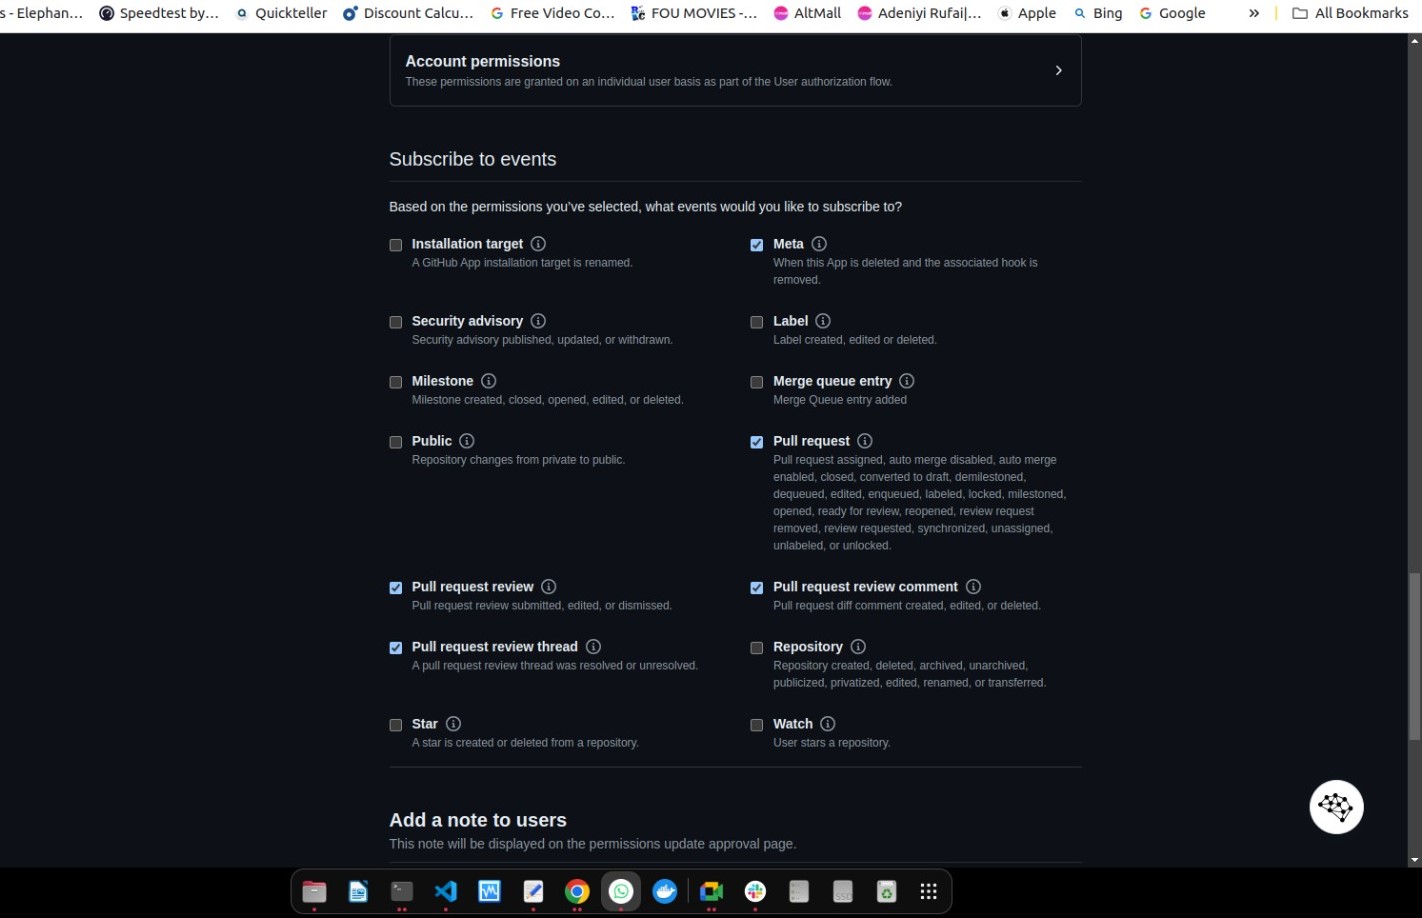 s - Elephan...
Speedtest by...
Quickteller
Discount Calcu...
Free Video Co...
FOU MOVIES -...
AltMall
Adeniyi Rufai|...
Apple
Bing
Google
»
All Bookmarks
Account permissions
These permissions are granted on an individual user basis as part of the User authorization flow.
Subscribe to events
Based on the permissions you've selected, what events would you like to subscribe to?
Installation target
A GitHub App installation target is renamed.
Meta
When this App is deleted and the associated hook is
removed.
Security advisory
Security advisory published, updated, or withdrawn.
Label
Label created, edited or deleted.
Milestone
Milestone created, closed, opened, edited, or deleted.
Merge queue entry
Merge Queue entry added
Public
Repository changes from private to public.
Pull request
Pull request assigned, auto merge disabled, auto merge
enabled, closed, converted to draft, demilestoned,
dequeued, edited, enqueued, labeled, locked, milestoned,
opened, ready for review, reopened, review request
removed, review requested, synchronized, unassigned,
unlabeled, or unlocked.
Pull request review
Pull request review submitted, edited, or dismissed.
Pull request review comment
Pull request diff comment created, edited, or deleted.
Pull request review thread
A pull request review thread was resolved or unresolved.
Repository
Repository created, deleted, archived, unarchived,
publicized, privatized, edited, renamed, or transferred.
Star
A star is created or deleted from a repository.
Watch
User stars a repository.
Add a note to users
This note will be displayed on the permissions update approval page.
SSD